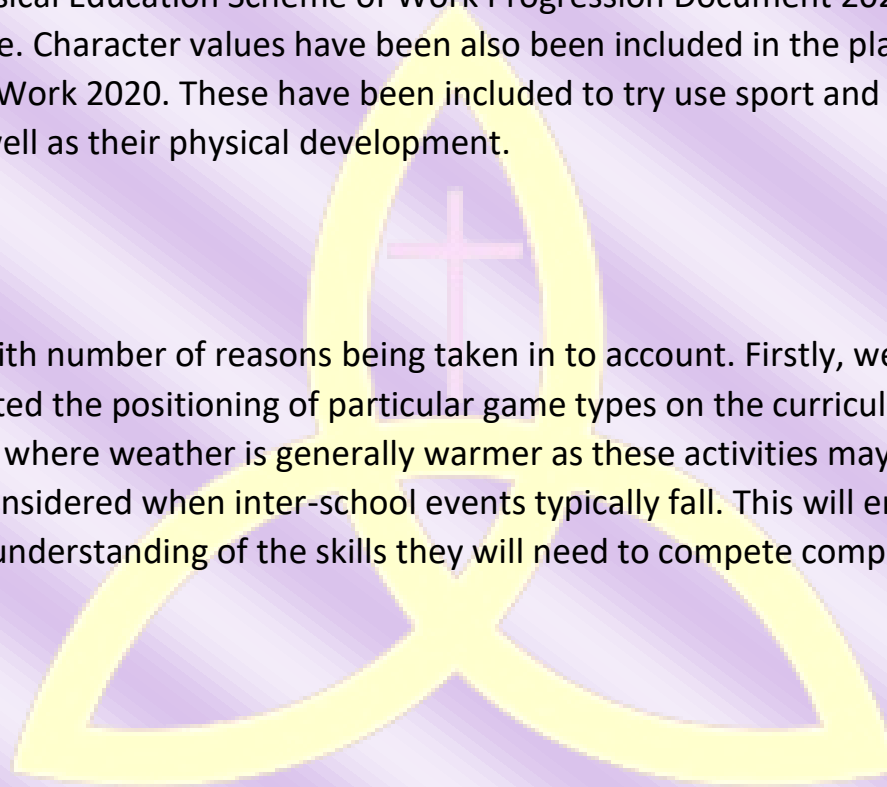 sical Education Scheme of Work Progression Document 202
e. Character values have been also been included in the pla
Work 2020. These have been included to try use sport and
well as their physical development.
ith number of reasons being taken in to account. Firstly, we
ted the positioning of particular game types on the curricul
where weather is generally warmer as these activities may
onsidered when inter-school events typically fall. This will en
understanding of the skills they will need to compete comp